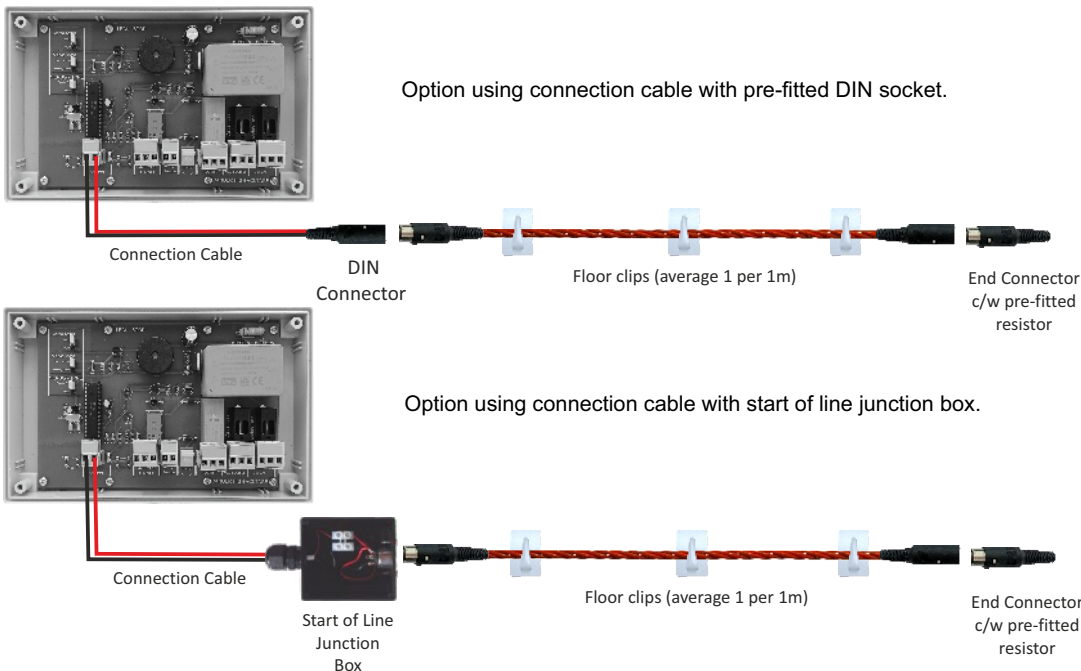 Option using connection cable with pre-fitted DIN socket.
Connection Cable
DIN
Connector
Floor clips (average 1 per 1m)
End Connector
c/w pre-fitted
resistor
Option using connection cable with start of line junction box.
Connection Cable
Start of Line
Junction
Box
Floor clips (average 1 per 1m)
End Connector
c/w pre-fitted
resistor